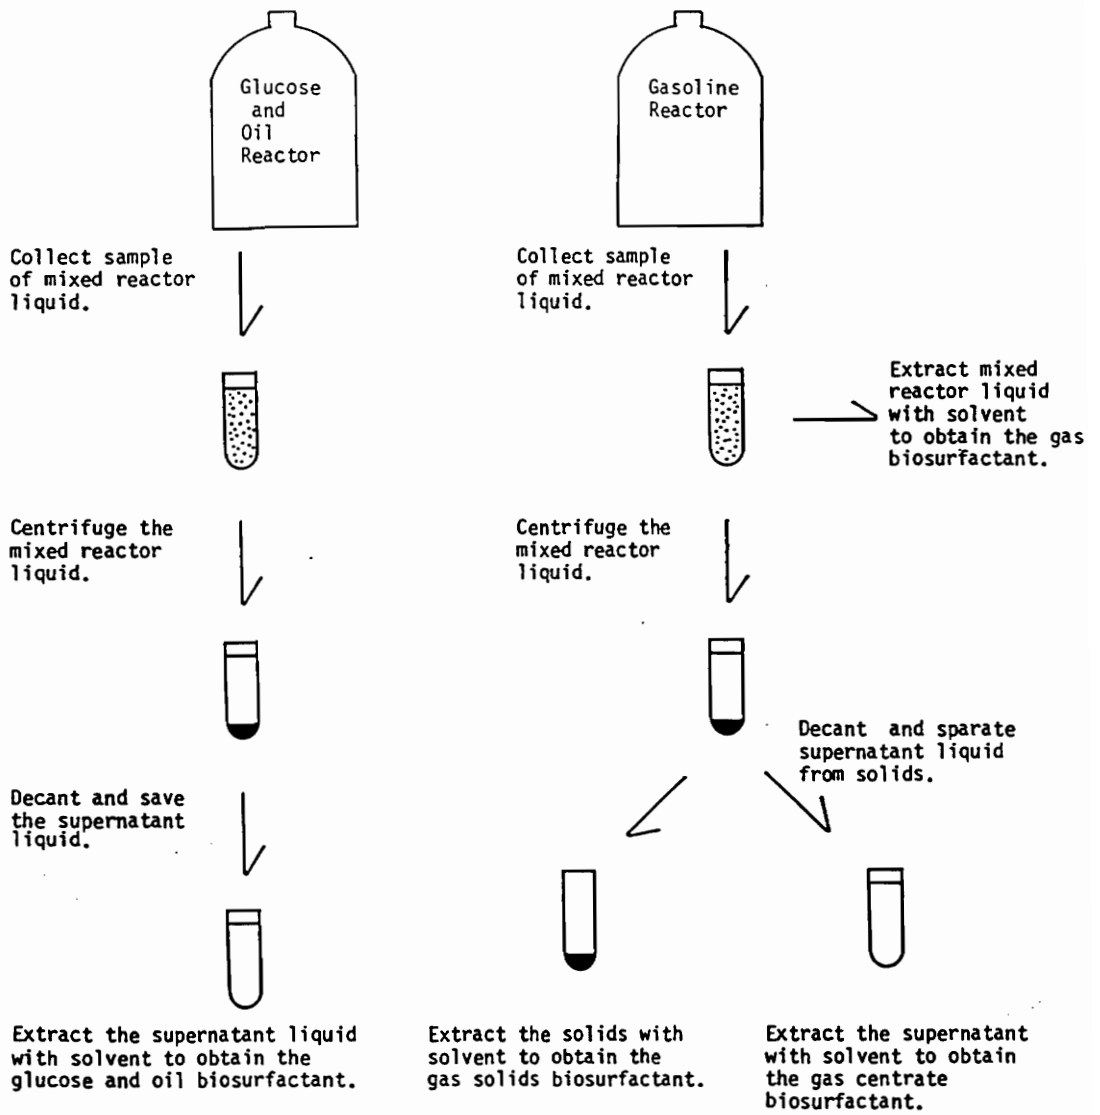 Glucose
and
Oil
Reactor
Gasoline
Reactor
Collect sample
of mixed reactor
liquid.
Collect sample
of mixed reactor
liquid.
Extract mixed
reactor liquid
with solvent
to obtain the gas
biosurfactant.
Centrifuge the
mixed reactor
liquid.
Centrifuge the
mixed reactor
liquid.
Decant and sparate
supernatant liquid
from solids.
Decant and save
the supernatant
liquid.
Extract the supernatant liquid
with solvent to obtain the
glucose and oil biosurfactant.
Extract the solids with
solvent to obtain the
gas solids biosurfactant.
Extract the supernatant
with solvent to obtain
the gas centrate
biosurfactant.